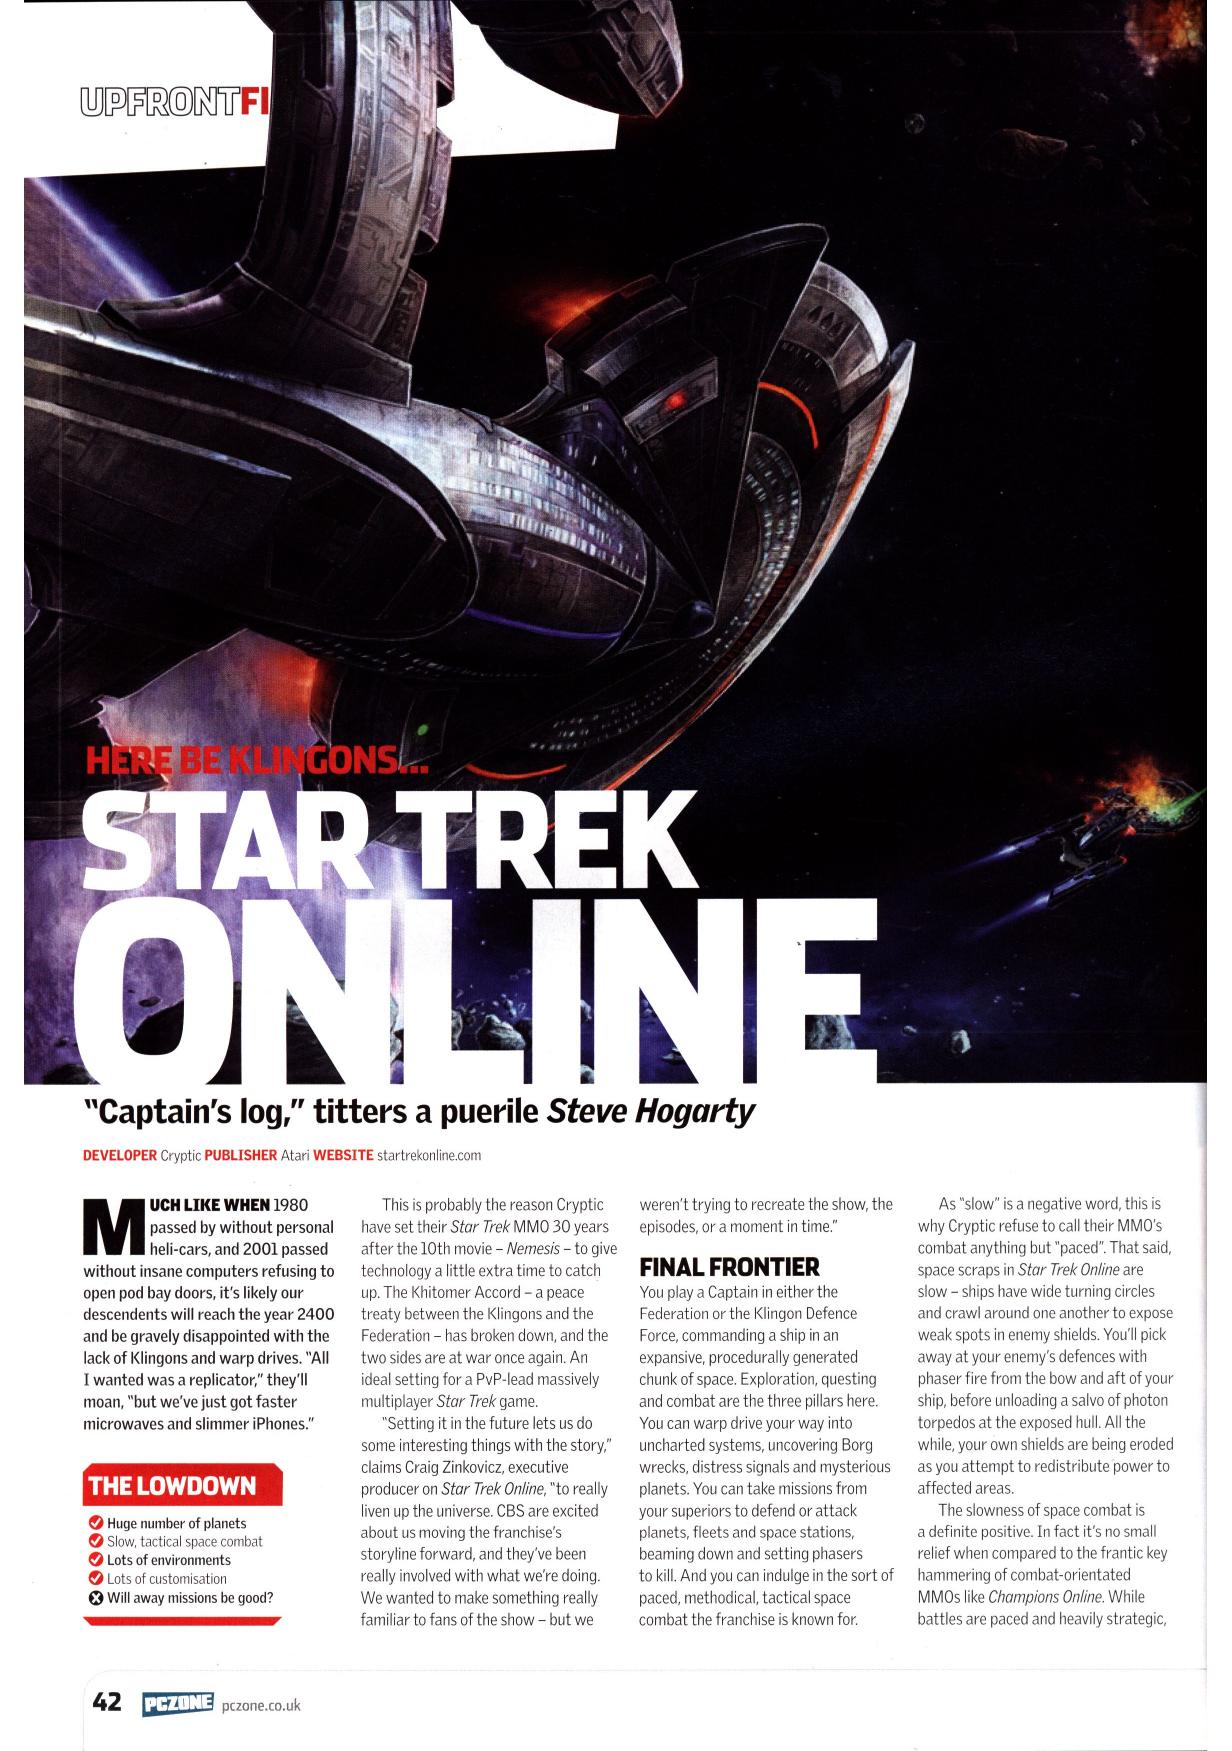 UPFRONTFI
HERE BE KLINGONS...
STAR TREK
ONLINE
“Captain’s log,” titters a puerile Steve Hogarty
DEVELOPER Cryptic PUBLISHER Atari WEBSITE startrekonline.com
MUCH LIKE WHEN 1980
passed by without personal
heli-cars, and 2001 passed
without insane computers refusing to
open pod bay doors, it’s likely our
descendents will reach the year 2400
and be gravely disappointed with the
lack of Klingons and warp drives. “All
I wanted was a replicator,” they’ll
moan, “but we’ve just got faster
microwaves and slimmer iPhones.”
THE LOWDOWN
Huge number of planets
Slow, tactical space combat
Lots of environments
Lots of customisation
Will away missions be good?
This is probably the reason Cryptic
have set their Star Trek MMO 30 years
after the 10th movie – Nemesis – to give
technology a little extra time to catch
up. The Khitomer Accord – a peace
treaty between the Klingons and the
Federation – has broken down, and the
two sides are at war once again. An
ideal setting for a PvP-lead massively
multiplayer Star Trek game.
“Setting it in the future lets us do
some interesting things with the story,”
claims Craig Zinkovicz, executive
producer on Star Trek Online, “to really
liven up the universe. CBS are excited
about us moving the franchise’s
storyline forward, and they’ve been
really involved with what we’re doing.
We wanted to make something really
familiar to fans of the show – but we
weren’t trying to recreate the show, the
episodes, or a moment in time.”
FINAL FRONTIER
You play a Captain in either the
Federation or the Klingon Defence
Force, commanding a ship in an
expansive, procedurally generated
chunk of space. Exploration, questing
and combat are the three pillars here.
You can warp drive your way into
uncharted systems, uncovering Borg
wrecks, distress signals and mysterious
planets. You can take missions from
your superiors to defend or attack
planets, fleets and space stations,
beaming down and setting phasers
to kill. And you can indulge in the sort of
paced, methodical, tactical space
combat the franchise is known for.
As “slow” is a negative word, this is
why Cryptic refuse to call their MMO’s
combat anything but “paced”. That said,
space scraps in Star Trek Online are
slow – ships have wide turning circles
and crawl around one another to expose
weak spots in enemy shields. You’ll pick
away at your enemy’s defences with
phaser fire from the bow and aft of your
ship, before unloading a salvo of photon
torpedos at the exposed hull. All the
while, your own shields are being eroded
as you attempt to redistribute power to
affected areas.
The slowness of space combat is
a definite positive. In fact it’s no small
relief when compared to the frantic key
hammering of combat-orientated
MMOs like Champions Online. While
battles are paced and heavily strategic,
42 PCZONE pczone.co.uk